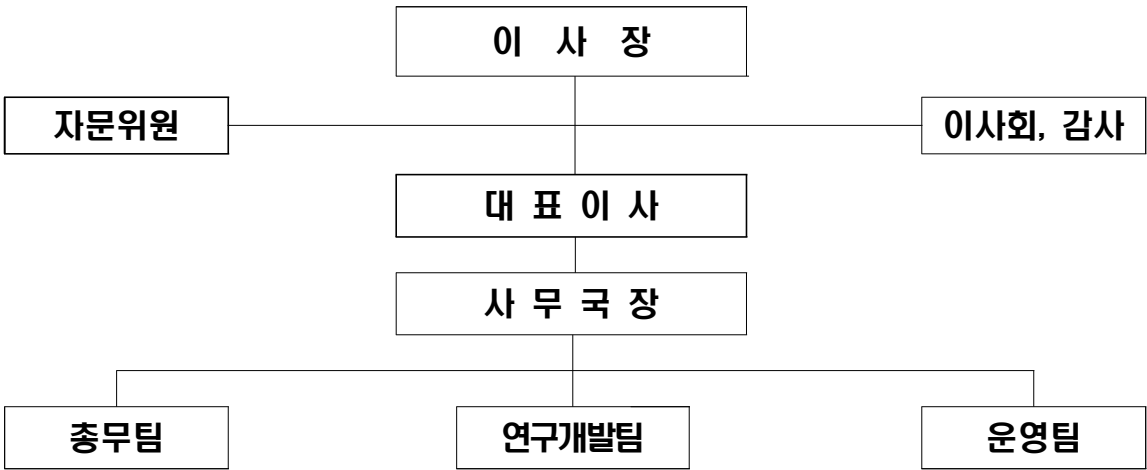 이 사 장
자문위원
이사회, 감사
대 표 이 사
사 무 국 장
총무팀
연구개발팀
운영팀